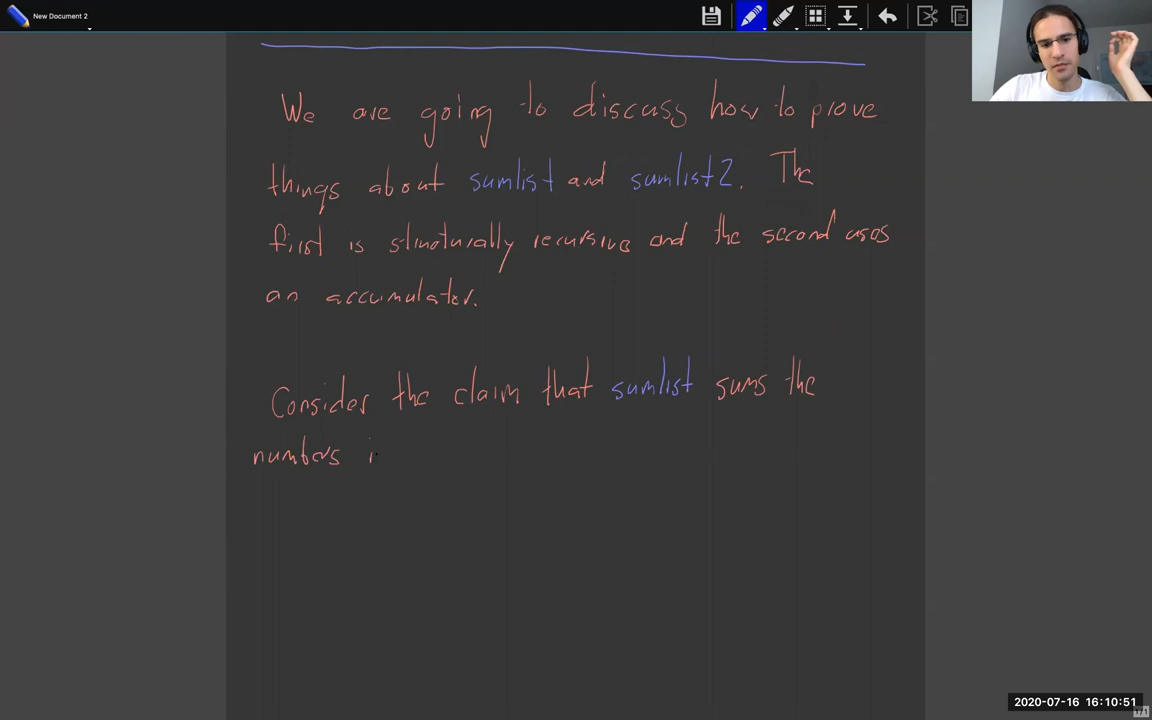 New Document 2
We are going to discuss how to prove
things about sumlist and sumlist2. The
first is structurally recursive and the second uses
an accumulator.
Consider the claim that sumlist sums the
numbers i
2020-07-16 16:10:51